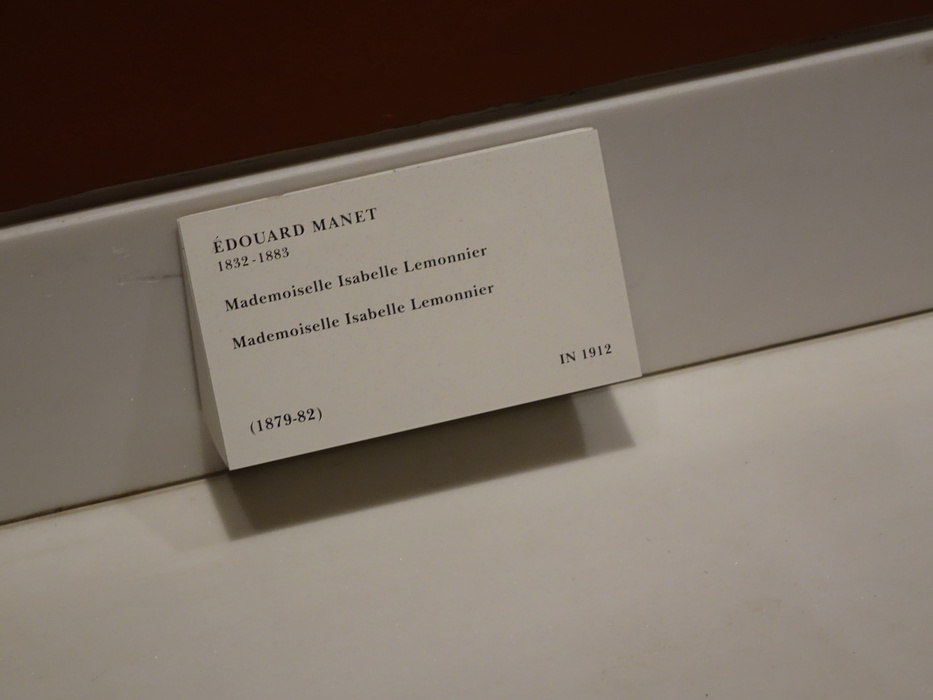 ÉDOUARD MANET
1832-1883
Mademoiselle Isabelle Lemonnier
Mademoiselle Isabelle Lemonnier
IN 1912
(1879-82)